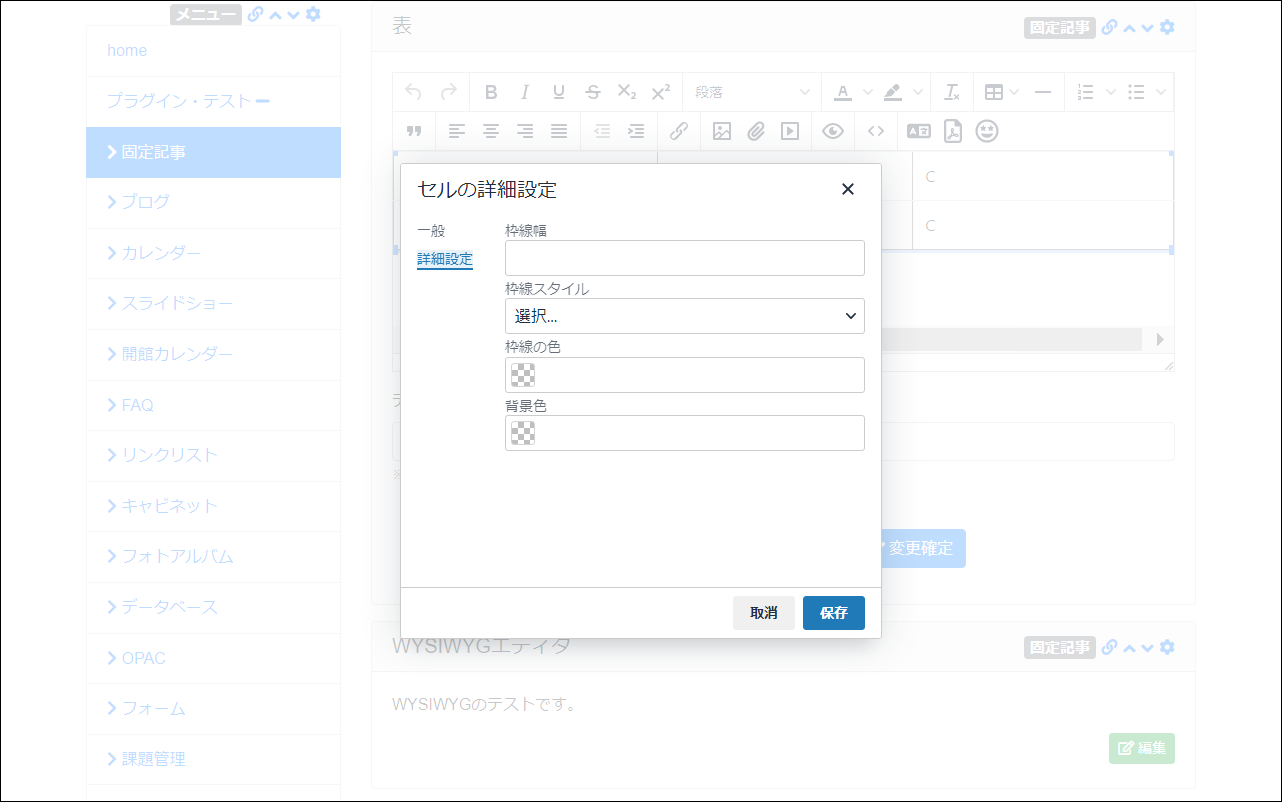 メニュー
home
プラグイン・テスト
固定記事
ブログ
カレンダー
スライドショー
開館カレンダー
FAQ
リンクリスト
キャビネット
フォトアルバム
データベース
OPAC
フォーム
課題管理
表
固定記事
段落
C
C
セルの詳細設定
一般
詳細設定
枠線幅
枠線スタイル
選択...
枠線の色
背景色
取消
保存
変更確定
WYSIWYGエディタ
固定記事
WYSIWYGのテストです。
編集